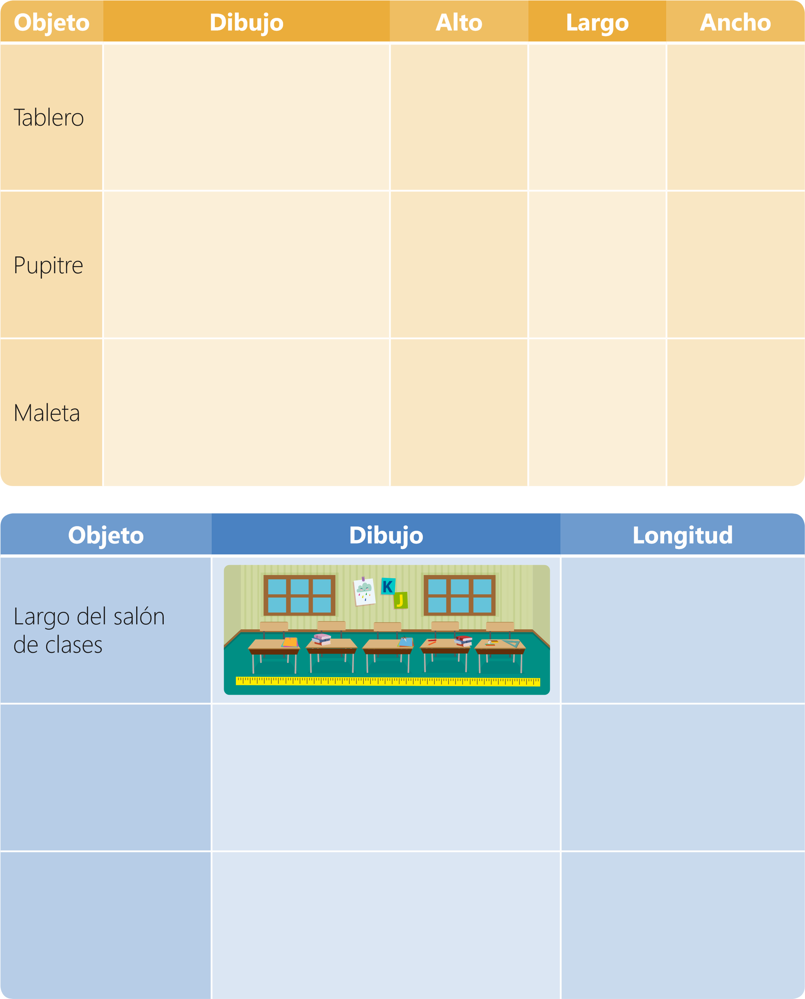 Objeto Dibujo Alto Largo Ancho
Tablero
Pupitre
Maleta
Objeto Dibujo Longitud
K
J
Largo del salón
de clases